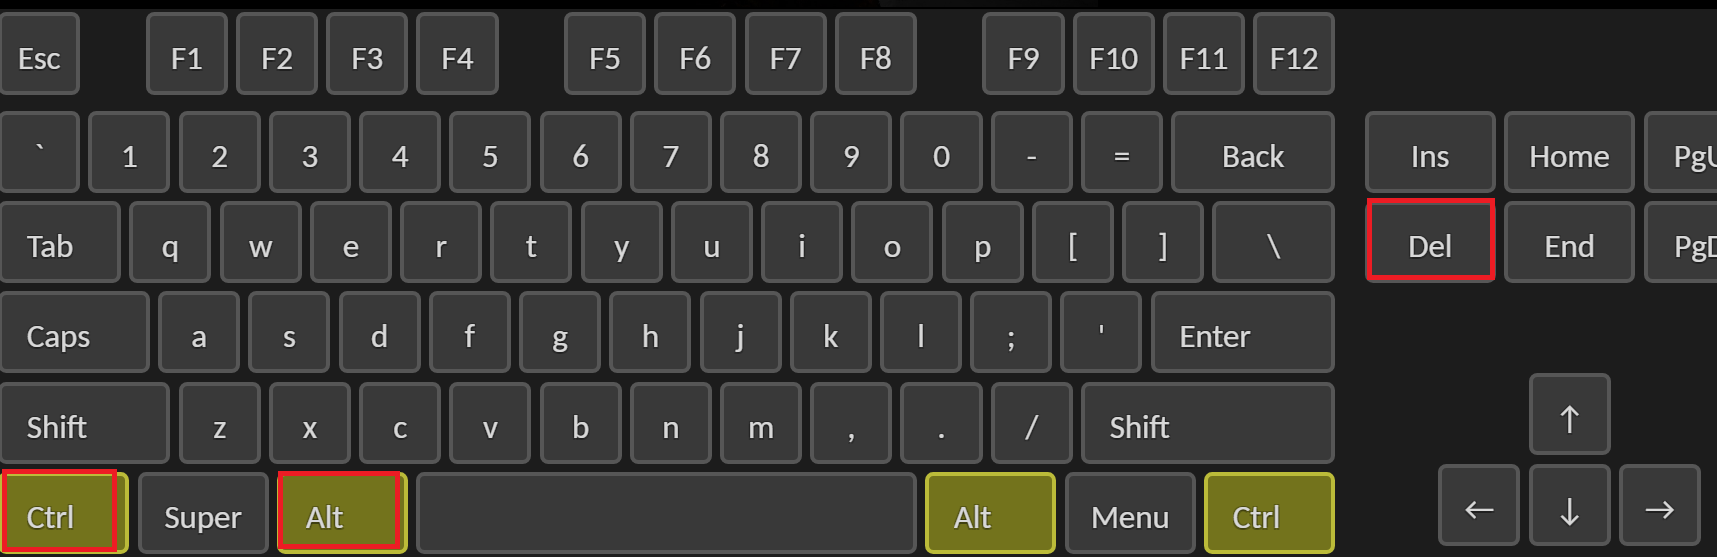 Esc F1 F2 F3 F4 F5 F6 F7 F8 F9 F10 F11 F12
` 1 2 3 4 5 6 7 8 9 0 - = Back Ins Home PgU
Tab q w e r t y u i o p [ ] \ Del End PgD
Caps a s d f g h j k l ; ' Enter
Shift z x c v b n m , . / Shift ↑
Ctrl Super Alt Alt Menu Ctrl ← ↓ →